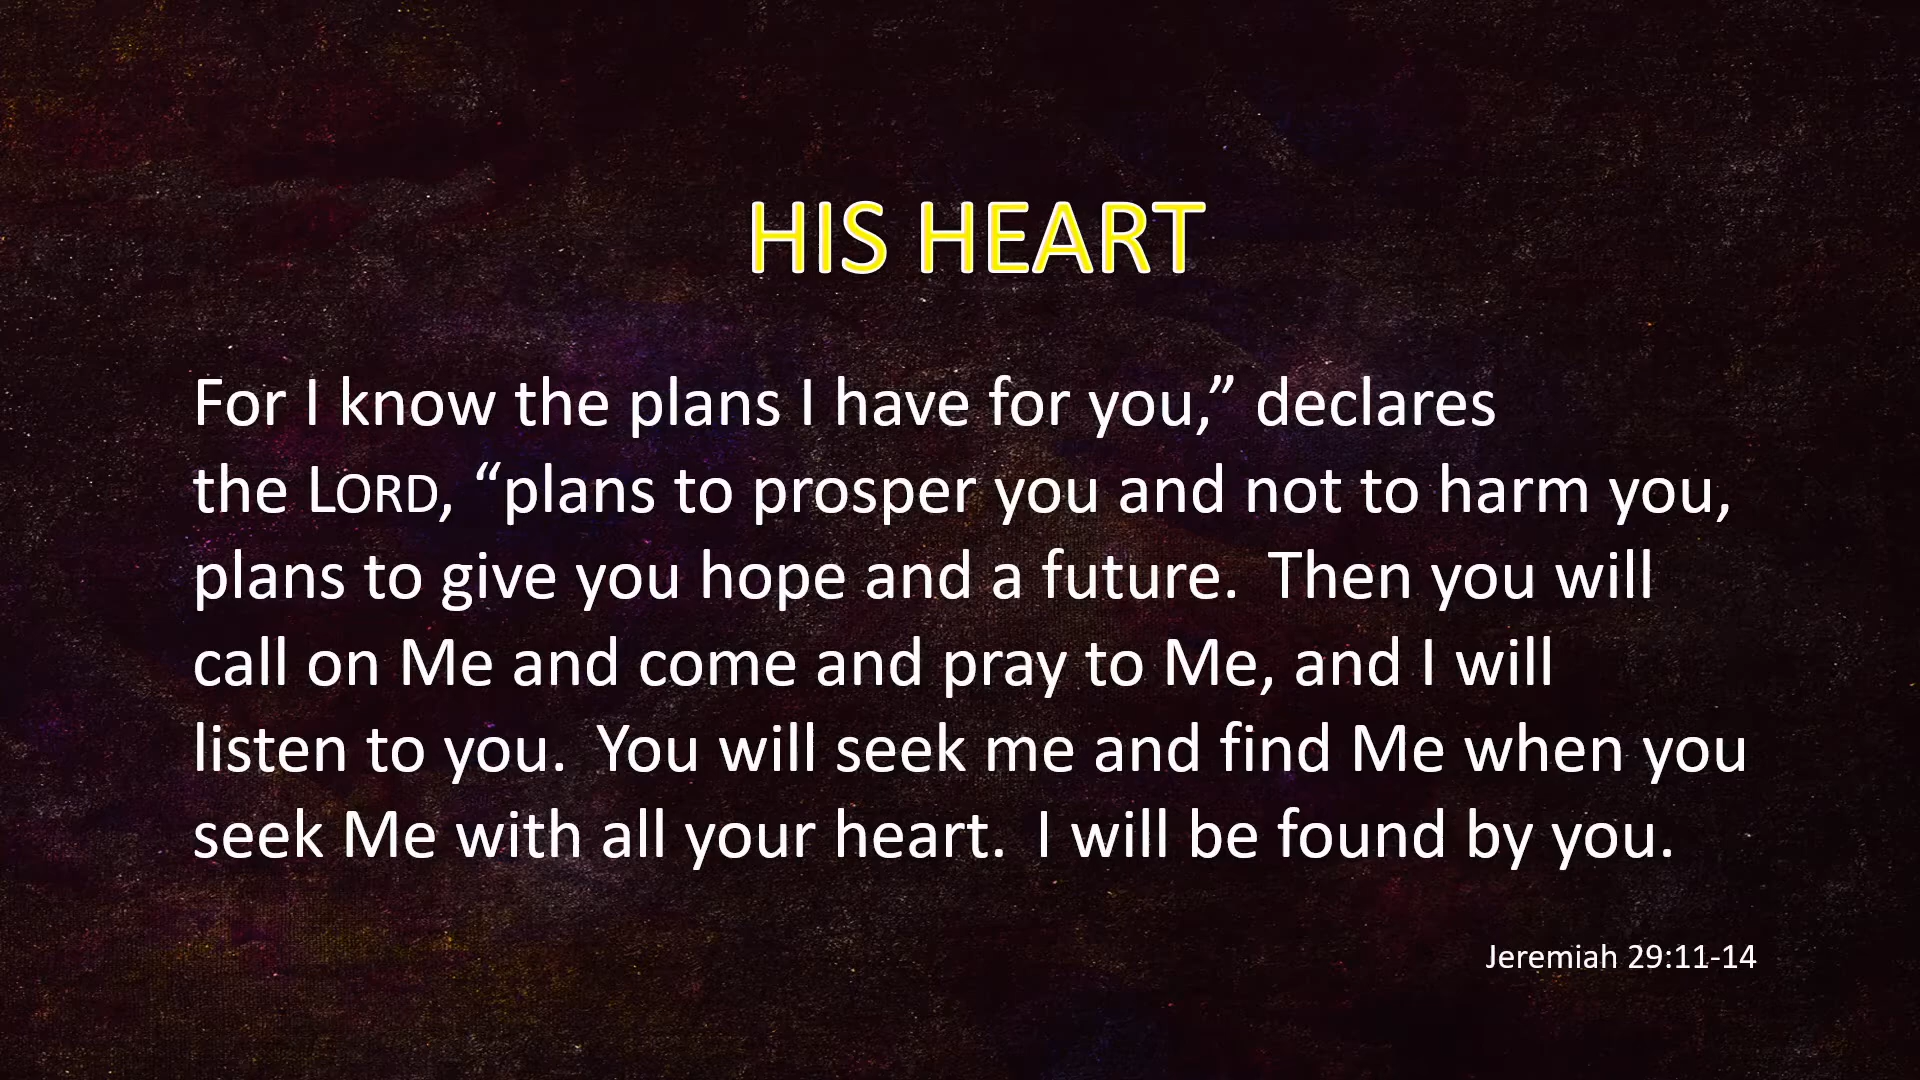 HIS HEART
For I know the plans I have for you,” declares
the LORD, “plans to prosper you and not to harm you,
plans to give you hope and a future.  Then you will
call on Me and come and pray to Me, and I will
listen to you.  You will seek me and find Me when you
seek Me with all your heart.  I will be found by you.
Jeremiah 29:11-14